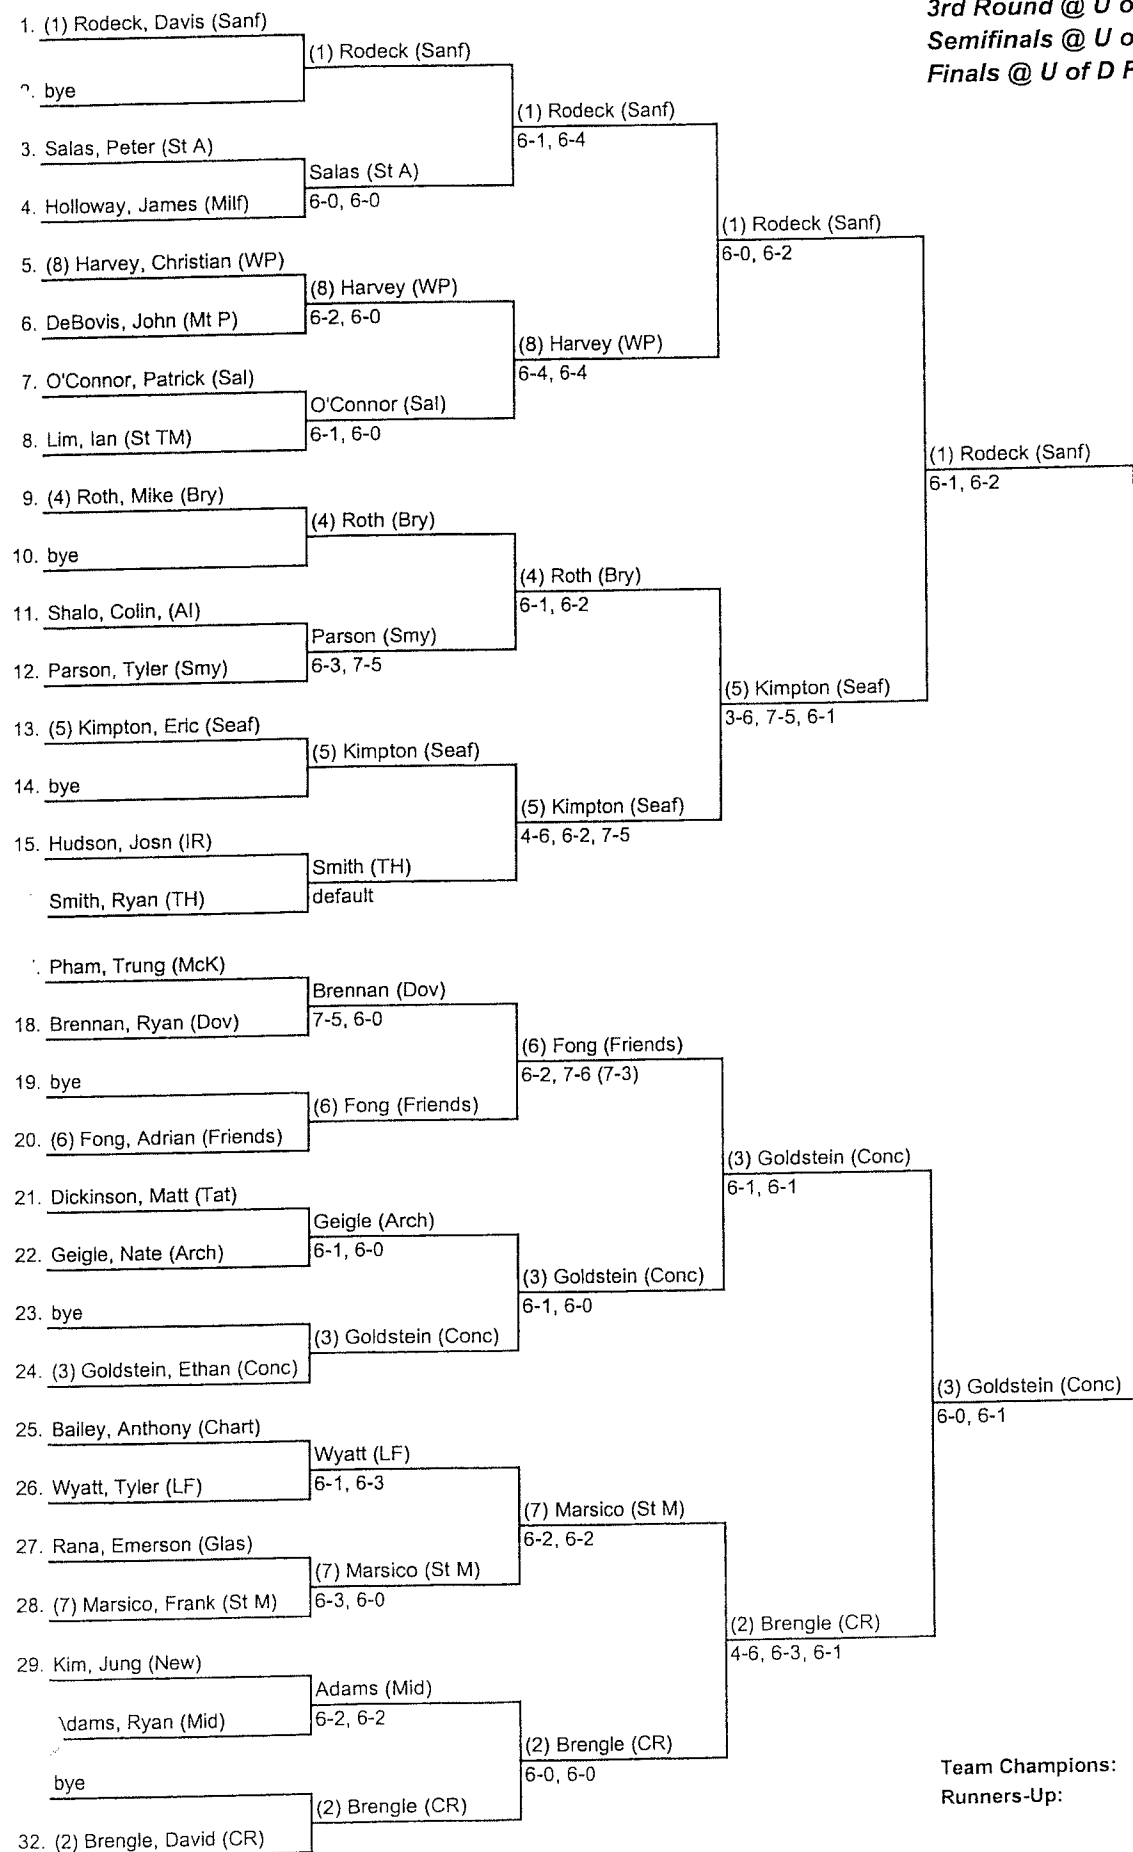 3rd Round @ U o
Semifinals @ U o
Finals @ U of D F
1. (1) Rodeck, Davis (Sanf)
(1) Rodeck (Sanf)
bye
(1) Rodeck (Sanf)
6-1, 6-4
3. Salas, Peter (St A)
Salas (St A)
6-0, 6-0
4. Holloway, James (Milf)
(1) Rodeck (Sanf)
6-0, 6-2
5. (8) Harvey, Christian (WP)
(8) Harvey (WP)
6-2, 6-0
6. DeBovis, John (Mt P)
(8) Harvey (WP)
6-4, 6-4
7. O'Connor, Patrick (Sal)
O'Connor (Sal)
6-1, 6-0
8. Lim, Ian (St TM)
(1) Rodeck (Sanf)
6-1, 6-2
9. (4) Roth, Mike (Bry)
(4) Roth (Bry)
10. bye
(4) Roth (Bry)
6-1, 6-2
11. Shalo, Colin, (AI)
Parson (Smy)
6-3, 7-5
12. Parson, Tyler (Smy)
(5) Kimpton (Seaf)
3-6, 7-5, 6-1
13. (5) Kimpton, Eric (Seaf)
(5) Kimpton (Seaf)
14. bye
(5) Kimpton (Seaf)
4-6, 6-2, 7-5
15. Hudson, Josn (IR)
Smith (TH)
default
Smith, Ryan (TH)
Pham, Trung (McK)
Brennan (Dov)
7-5, 6-0
18. Brennan, Ryan (Dov)
(6) Fong (Friends)
6-2, 7-6 (7-3)
19. bye
(6) Fong (Friends)
20. (6) Fong, Adrian (Friends)
(3) Goldstein (Conc)
6-1, 6-1
21. Dickinson, Matt (Tat)
Geigle (Arch)
6-1, 6-0
22. Geigle, Nate (Arch)
(3) Goldstein (Conc)
6-1, 6-0
23. bye
(3) Goldstein (Conc)
24. (3) Goldstein, Ethan (Conc)
(3) Goldstein (Conc)
6-0, 6-1
25. Bailey, Anthony (Chart)
Wyatt (LF)
6-1, 6-3
26. Wyatt, Tyler (LF)
(7) Marsico (St M)
6-2, 6-2
27. Rana, Emerson (Glas)
(7) Marsico (St M)
6-3, 6-0
28. (7) Marsico, Frank (St M)
(2) Brengle (CR)
4-6, 6-3, 6-1
29. Kim, Jung (New)
Adams (Mid)
6-2, 6-2
dams, Ryan (Mid)
(2) Brengle (CR)
6-0, 6-0
bye
(2) Brengle (CR)
32. (2) Brengle, David (CR)
Team Champions:
Runners-Up: